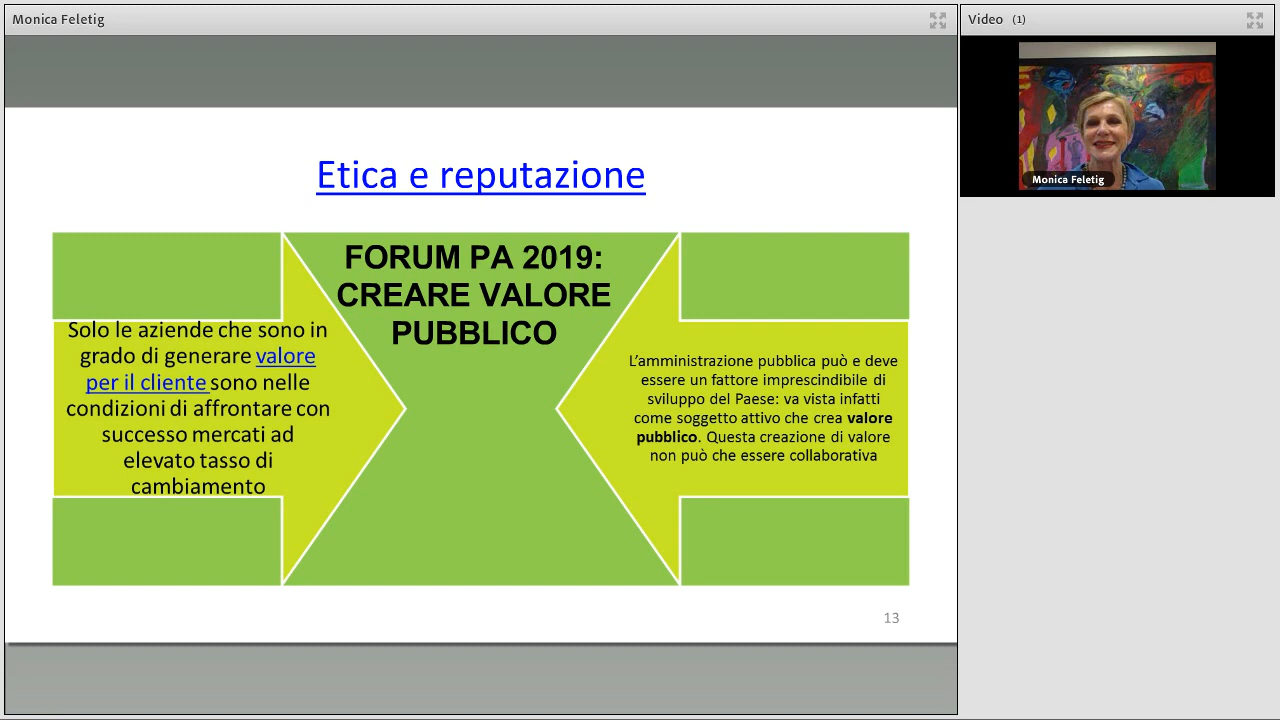 Monica Feletig
Video (1)
Monica Feletig
Etica e reputazione
FORUM PA 2019:
CREARE VALORE
PUBBLICO
Solo le aziende che sono in
grado di generare valore
per il cliente sono nelle
condizioni di affrontare con
successo mercati ad
elevato tasso di
cambiamento
L’amministrazione pubblica può e deve
essere un fattore imprescindibile di
sviluppo del Paese: va vista infatti
come soggetto attivo che crea valore
pubblico. Questa creazione di valore
non può che essere collaborativa
13